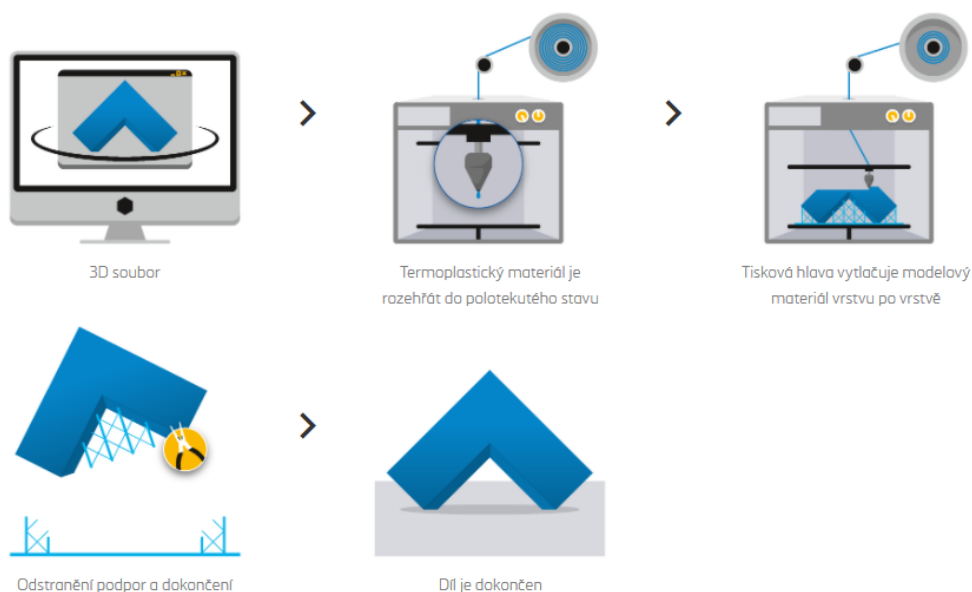 3D soubor
Termoplastický materiál je
rozehřát do polotekutého stavu
Tisková hlava vytlačuje modelový
materiál vrstvu po vrstvě
Odstranění podpor a dokončení
Díl je dokončen